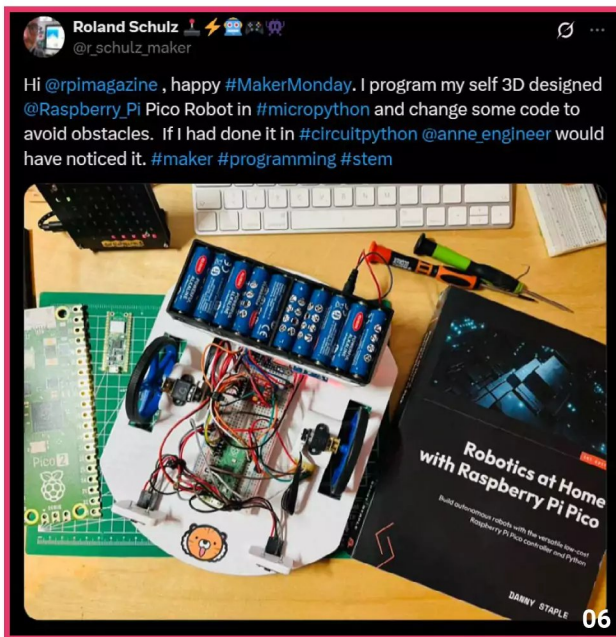 Roland Schulz 🕹️⚡🤖🎮👾
@r_schulz_maker
Hi @rpimagazine , happy #MakerMonday. I program my self 3D designed
@Raspberry_Pi Pico Robot in #micropython and change some code to
avoid obstacles. If I had done it in #circuitpython @anne_engineer would
have noticed it. #maker #programming #stem
Pico 2
Robotics at Home
with Raspberry Pi Pico
Build autonomous robots with the versatile low-cost
Raspberry Pi Pico controller and Python
DANNY STAPLE
06